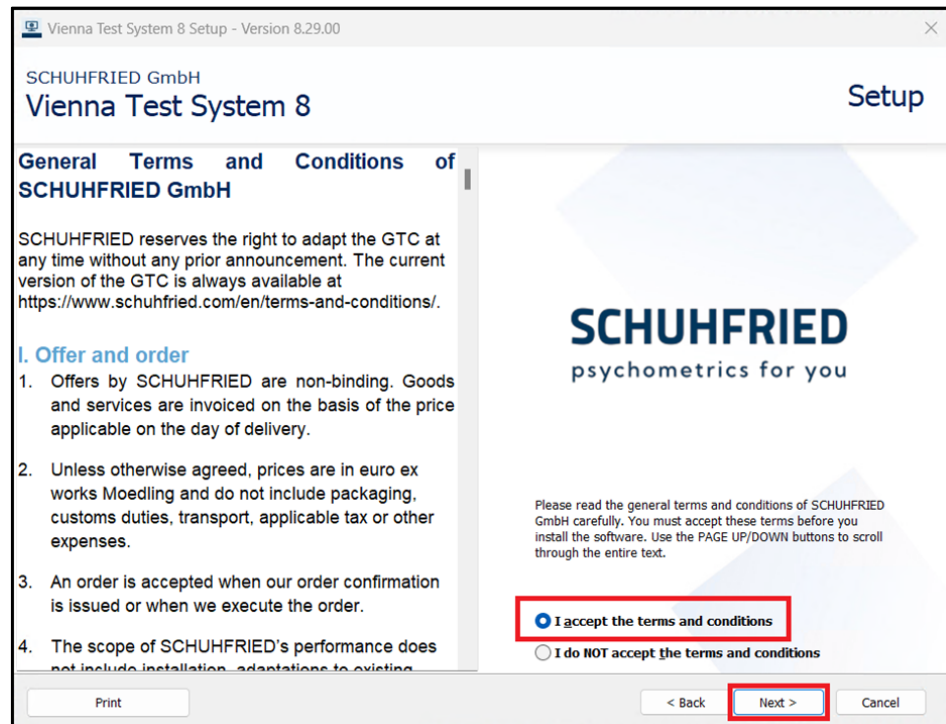 Vienna Test System 8 Setup - Version 8.29.00
SCHUHFRIED GmbH
Vienna Test System 8
Setup
General Terms and Conditions of
SCHUHFRIED GmbH
SCHUHFRIED reserves the right to adapt the GTC at
any time without any prior announcement. The current
version of the GTC is always available at
https://www.schuhfried.com/en/terms-and-conditions/.
I. Offer and order
1. Offers by SCHUHFRIED are non-binding. Goods
and services are invoiced on the basis of the price
applicable on the day of delivery.
2. Unless otherwise agreed, prices are in euro ex
works Moedling and do not include packaging,
customs duties, transport, applicable tax or other
expenses.
3. An order is accepted when our order confirmation
is issued or when we execute the order.
4. The scope of SCHUHFRIED's performance does
not include installation, adaptations to existing
SCHUHFRIED
psychometrics for you
Please read the general terms and conditions of SCHUHFRIED
GmbH carefully. You must accept these terms before you
install the software. Use the PAGE UP/DOWN buttons to scroll
through the entire text.
I accept the terms and conditions
I do NOT accept the terms and conditions
Print
< Back
Next >
Cancel